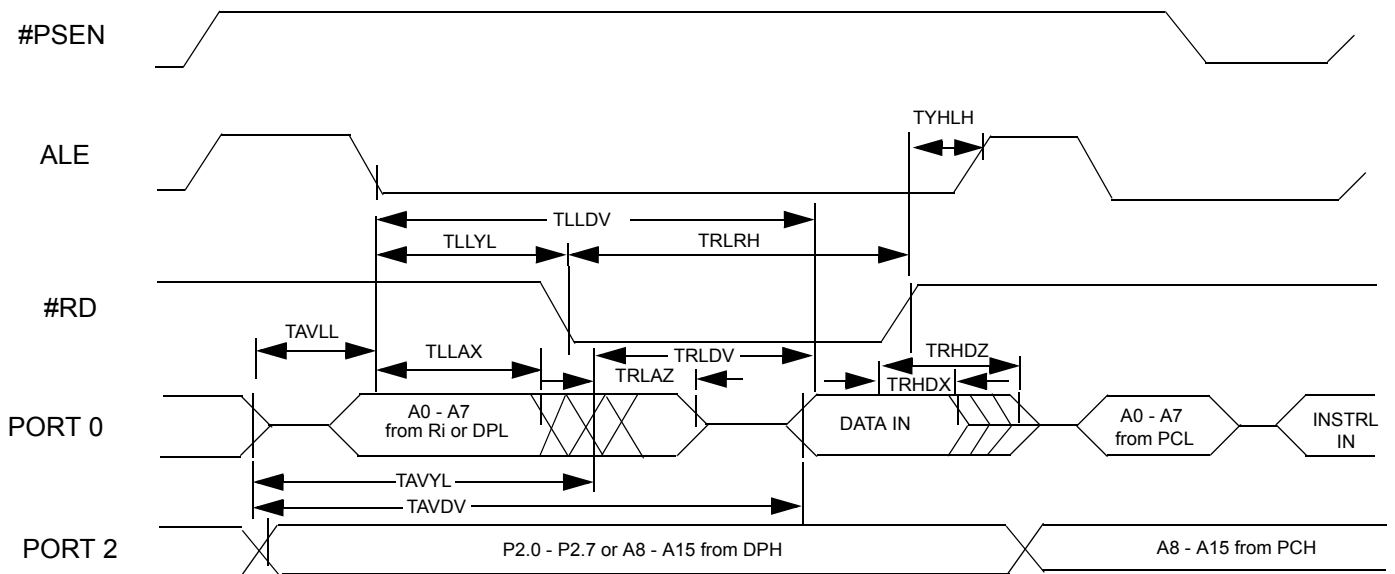 #PSEN
TYHLH
ALE
TLLDV
TLLYL
TRLRH
#RD
TAVLL
TLLAX
TRLDV
TRHDZ
TRLAZ
TRHDX
PORT 0
A0 - A7
from Ri or DPL
DATA IN
A0 - A7
from PCL
INSTRL
IN
TAVYL
TAVDV
PORT 2
P2.0 - P2.7 or A8 - A15 from DPH
A8 - A15 from PCH